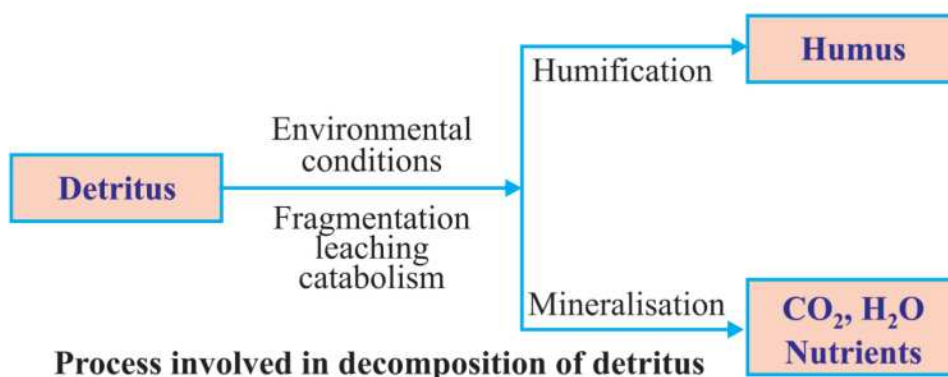 Detritus
Environmental
conditions
Fragmentation
leaching
catabolism
Humification
Humus
Mineralisation
CO₂, H₂O
Nutrients
Process involved in decomposition of detritus